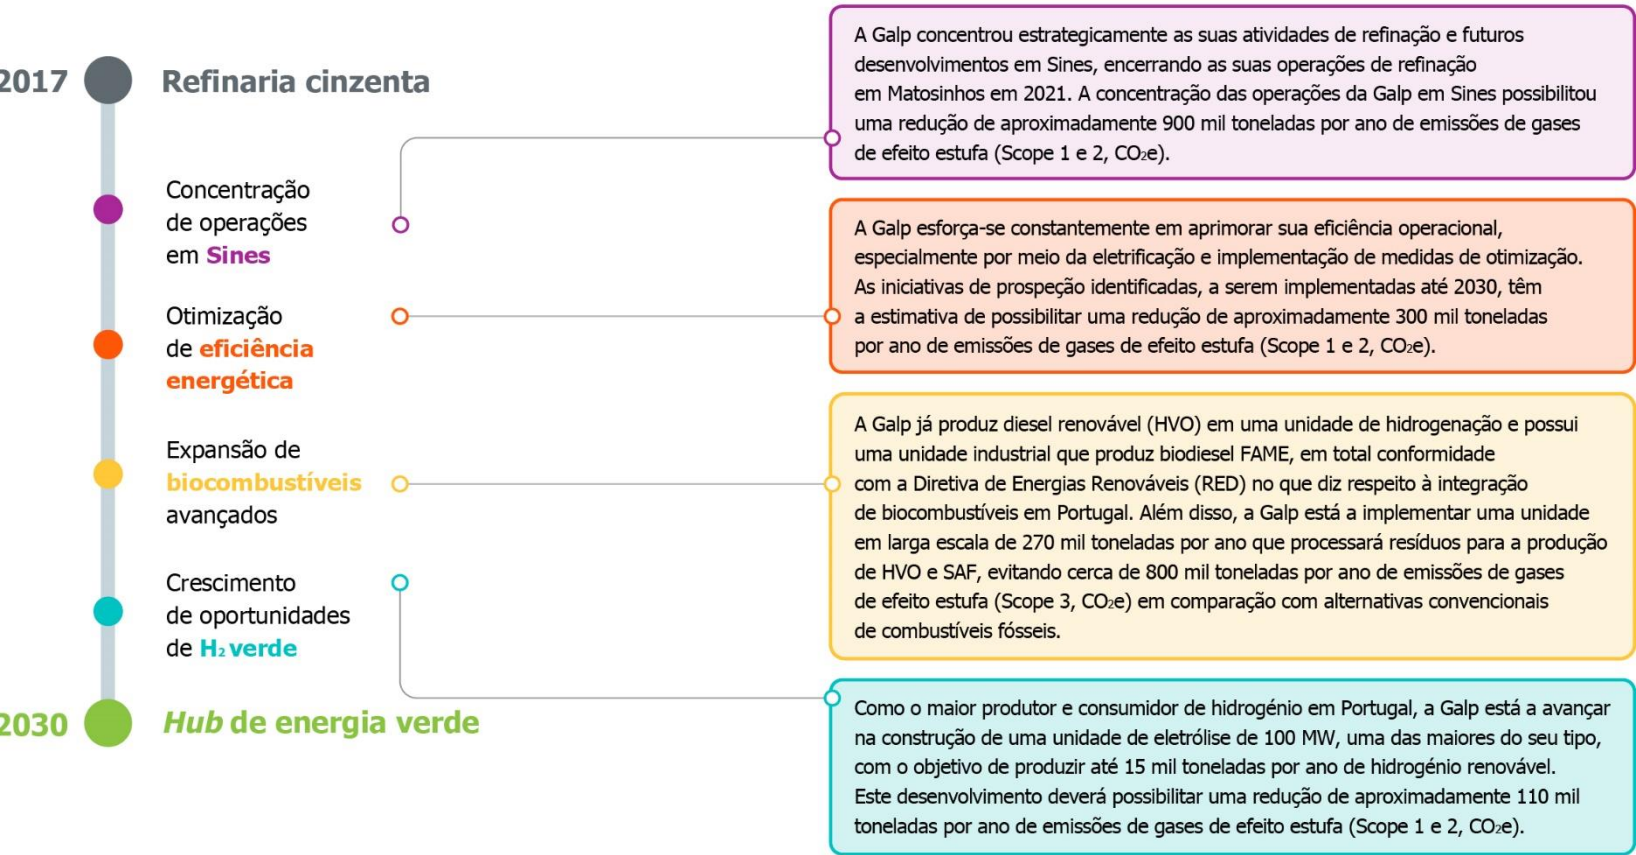 2017
Refinaria cinzenta
Concentração
de operações
em Sines
A Galp concentrou estrategicamente as suas atividades de refinação e futuros
desenvolvimentos em Sines, encerrando as suas operações de refinação
em Matosinhos em 2021. A concentração das operações da Galp em Sines possibilitou
uma redução de aproximadamente 900 mil toneladas por ano de emissões de gases
de efeito estufa (Scope 1 e 2, CO₂e).
Otimização
de eficiência
energética
A Galp esforça-se constantemente em aprimorar sua eficiência operacional,
especialmente por meio da eletrificação e implementação de medidas de otimização.
As iniciativas de prospeção identificadas, a serem implementadas até 2030, têm
a estimativa de possibilitar uma redução de aproximadamente 300 mil toneladas
por ano de emissões de gases de efeito estufa (Scope 1 e 2, CO₂e).
Expansão de
biocombustíveis
avançados
A Galp já produz diesel renovável (HVO) em uma unidade de hidrogenação e possui
uma unidade industrial que produz biodiesel FAME, em total conformidade
com a Diretiva de Energias Renováveis (RED) no que diz respeito à integração
de biocombustíveis em Portugal. Além disso, a Galp está a implementar uma unidade
em larga escala de 270 mil toneladas por ano que processará resíduos para a produção
de HVO e SAF, evitando cerca de 800 mil toneladas por ano de emissões de gases
de efeito estufa (Scope 3, CO₂e) em comparação com alternativas convencionais
de combustíveis fósseis.
Crescimento
de oportunidades
de H₂ verde
Como o maior produtor e consumidor de hidrogénio em Portugal, a Galp está a avançar
na construção de uma unidade de eletrólise de 100 MW, uma das maiores do seu tipo,
com o objetivo de produzir até 15 mil toneladas por ano de hidrogénio renovável.
Este desenvolvimento deverá possibilitar uma redução de aproximadamente 110 mil
toneladas por ano de emissões de gases de efeito estufa (Scope 1 e 2, CO₂e).
2030
Hub de energia verde